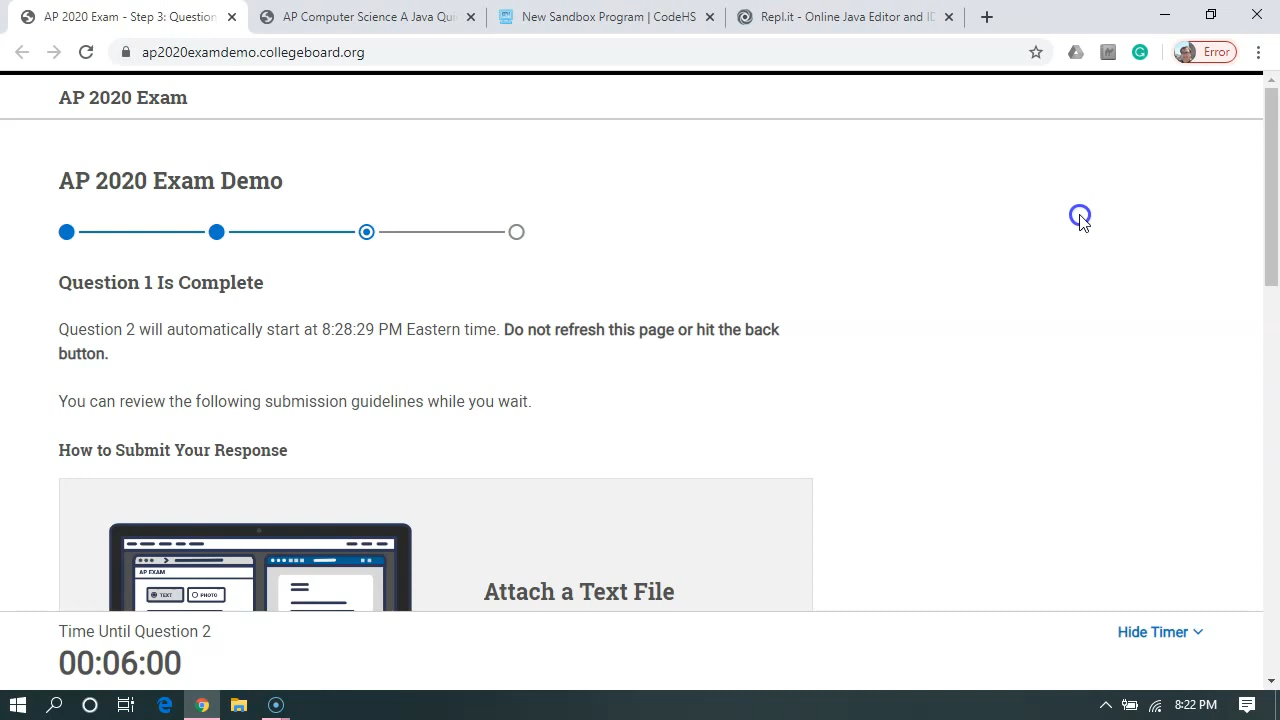 AP 2020 Exam - Step 3: Question
AP Computer Science A Java Qui
New Sandbox Program | CodeHS
Repl.it - Online Java Editor and ID
ap2020examdemo.collegeboard.org
Error
AP 2020 Exam
AP 2020 Exam Demo
Question 1 Is Complete
Question 2 will automatically start at 8:28:29 PM Eastern time. Do not refresh this page or hit the back
button.
You can review the following submission guidelines while you wait.
How to Submit Your Response
AP EXAM
TEXT
PHOTO
Attach a Text File
Time Until Question 2
Hide Timer
00:06:00
8:22 PM